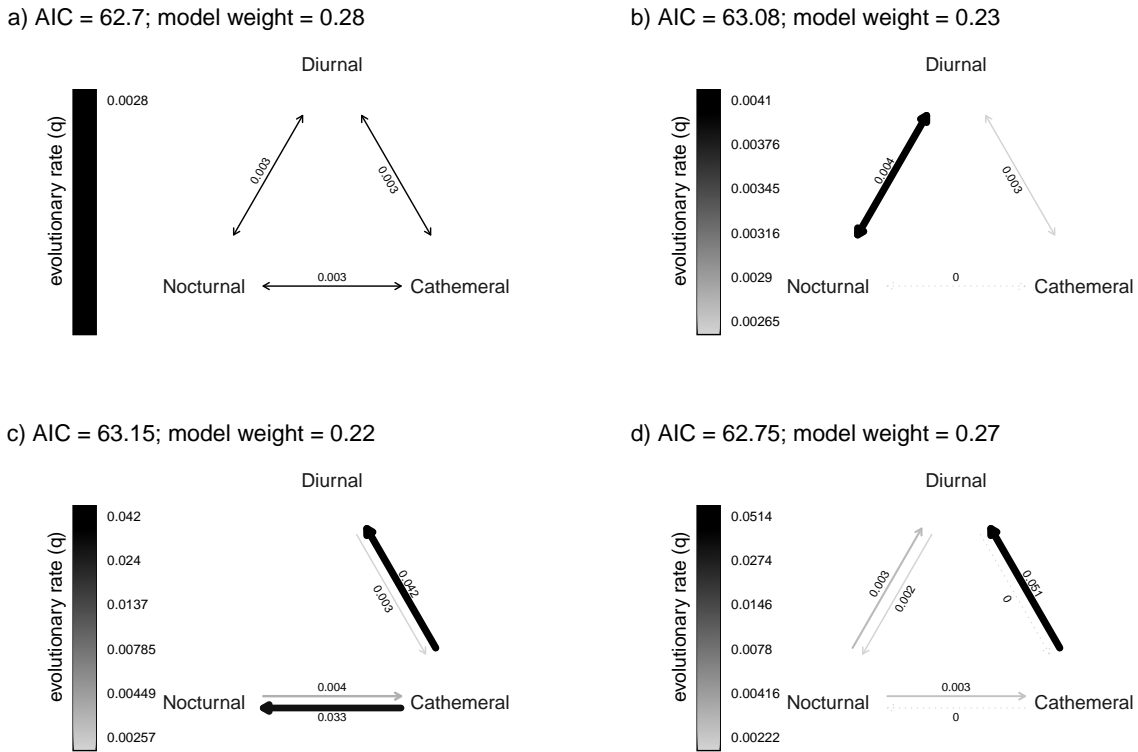 a) AIC = 62.7; model weight = 0.28
Diurnal
evolutionary rate (q)
0.0028
0.003
0.003
Nocturnal
0.003
Cathemeral
b) AIC = 63.08; model weight = 0.23
Diurnal
evolutionary rate (q)
0.0041
0.00376
0.00345
0.00316
0.0029
0.00265
0.004
0.003
Nocturnal
0
Cathemeral
c) AIC = 63.15; model weight = 0.22
Diurnal
evolutionary rate (q)
0.042
0.024
0.0137
0.00785
0.00449
0.00257
0.042
0.003
Nocturnal
0.004
0.033
Cathemeral
d) AIC = 62.75; model weight = 0.27
Diurnal
evolutionary rate (q)
0.0514
0.0274
0.0146
0.0078
0.00416
0.00222
0.003
0.002
0.051
0
Nocturnal
0.003
0
Cathemeral